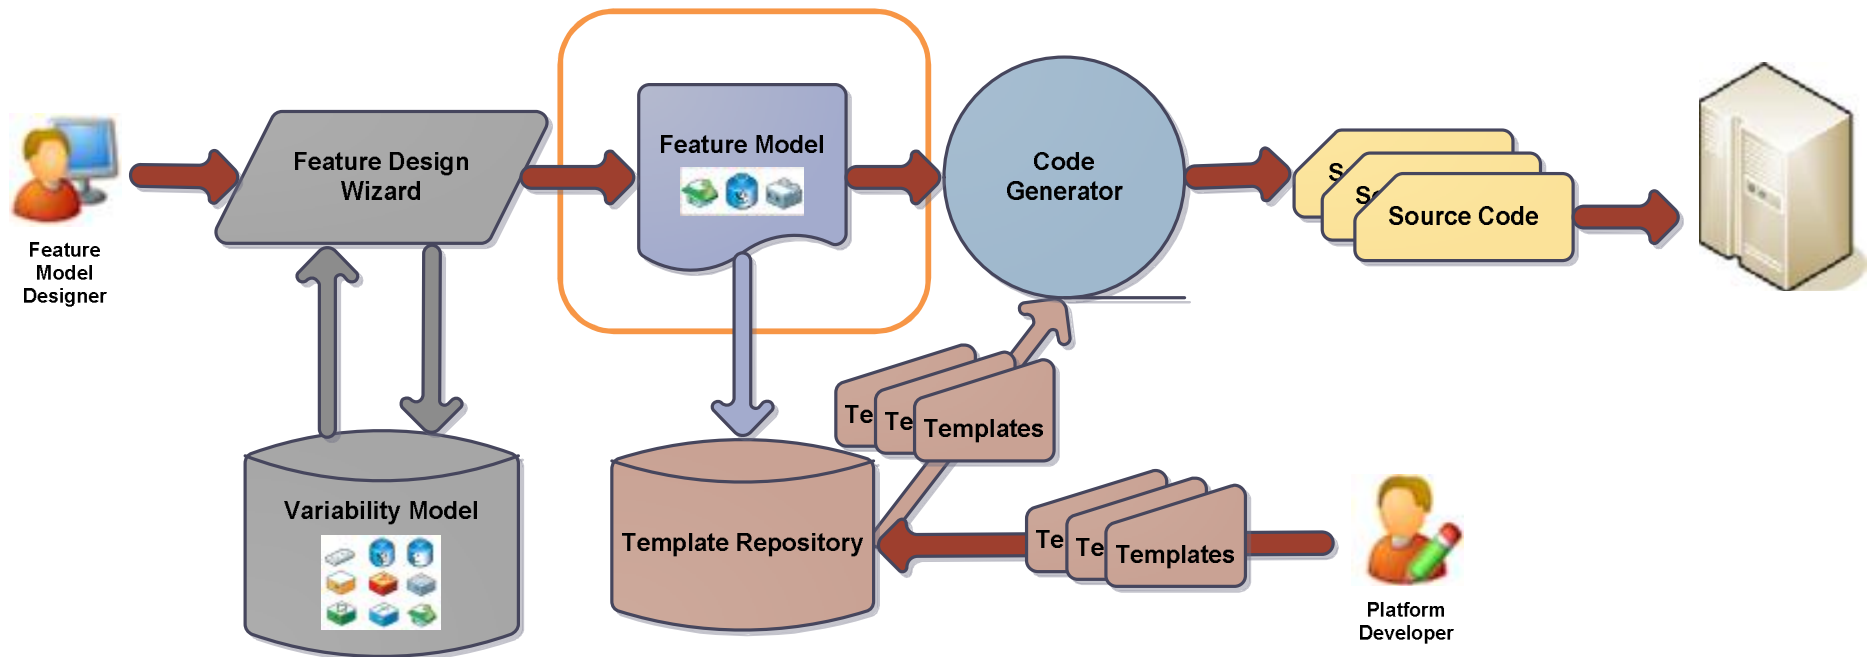 Feature
Model
Designer
Feature Design
Wizard
Feature Model
Code
Generator
S
So
Source Code
Variability Model
Template Repository
Te
Te
Templates
Te
Te
Templates
Platform
Developer